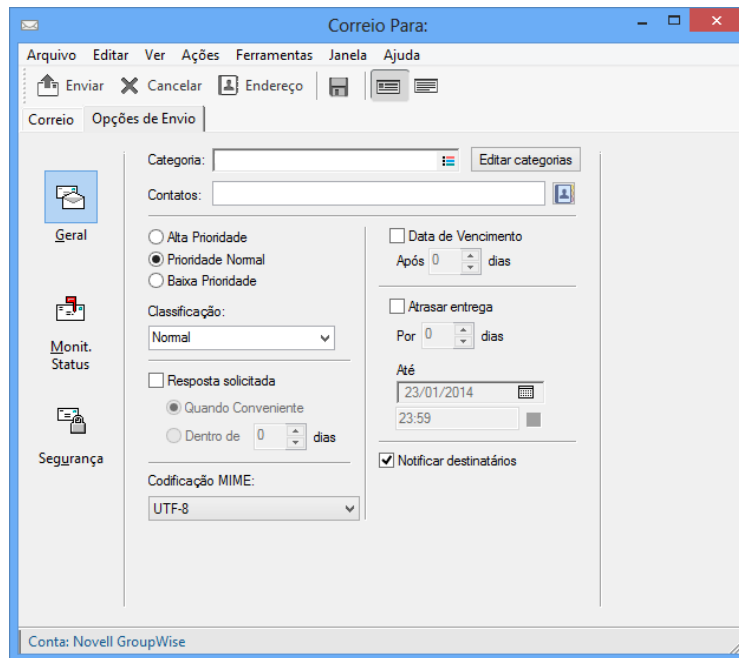 Correio Para:
Arquivo Editar Ver Ações Ferramentas Janela Ajuda
Enviar Cancelar Endereço
Correio Opções de Envio
Geral
Monit. Status
Segurança
Categoria: Editar categorias
Contatos:
Alta Prioridade
Prioridade Normal
Baixa Prioridade
Classificação:
Normal
Resposta solicitada
Quando Conveniente
Dentro de 0 dias
Codificação MIME:
UTF-8
Data de Vencimento
Após 0 dias
Atrasar entrega
Por 0 dias
Até
23/01/2014
23:59
Notificar destinatários
Conta: Novell GroupWise